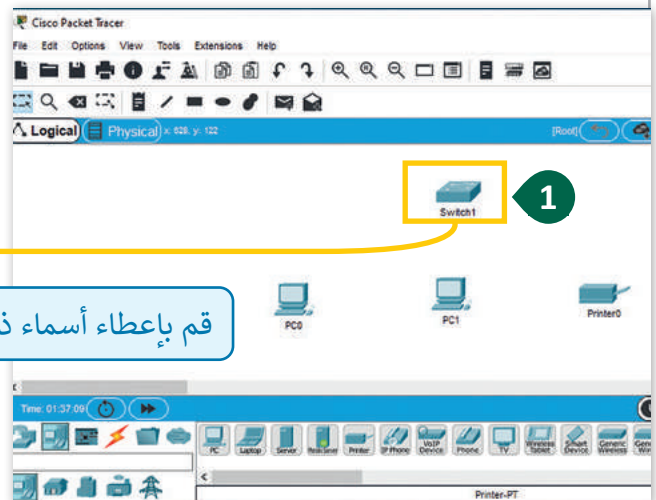 Cisco Packet Tracer
File Edit Options View Tools Extensions Help
Logical Physical x: 628, y: 122 [Root]
Switch1
1
قم بإعطاء أسماء
PC0
PC1
Printer0
Time: 01:37:09
PC Laptop Server Printer IP Phone VoIP Device Phone TV Wireless Tablet Smart Device Generic Wireless
Printer-PT